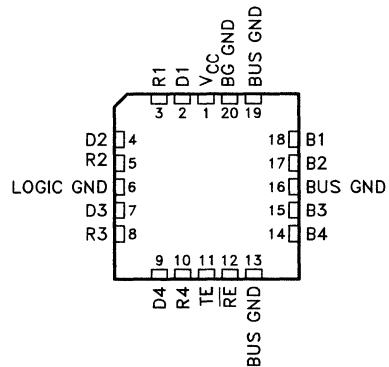 R1 D1 VCC BG GND BUS GND
3 2 1 20 19
D2 4 18 B1
R2 5 17 B2
LOGIC GND 6 16 BUS GND
D3 7 15 B3
R3 8 14 B4
9 10 11 12 13
D4 R4 TE R̅E̅ BUS GND